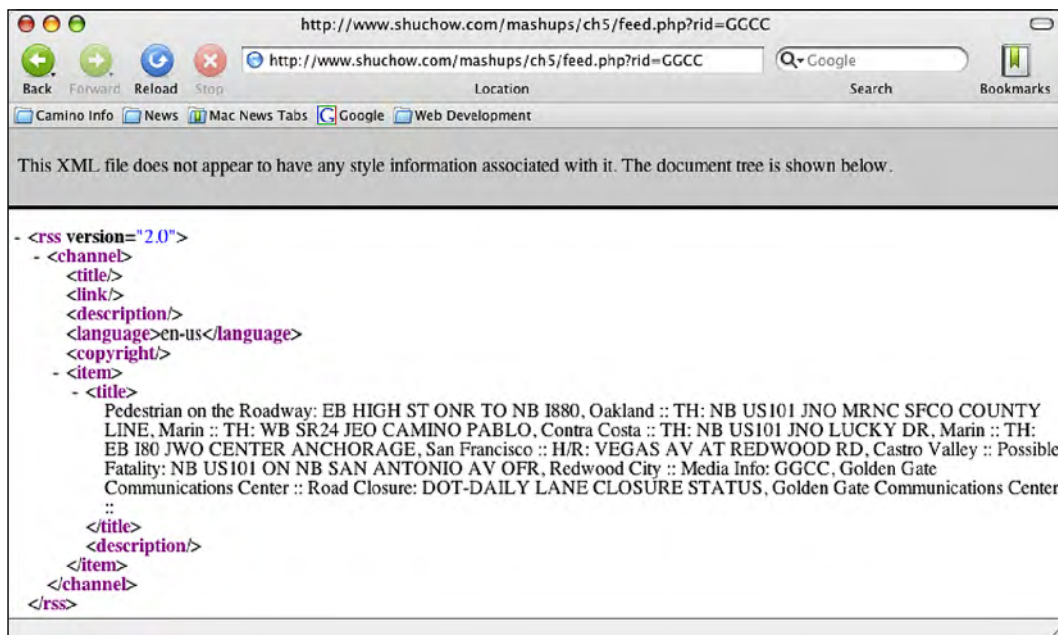 http://www.shuchow.com/mashups/ch5/feed.php?rid=GGCC
http://www.shuchow.com/mashups/ch5/feed.php?rid=GGCC
Google
Back Forward Reload Stop Location Search Bookmarks
Camino Info News Mac News Tabs G Google Web Development
This XML file does not appear to have any style information associated with it. The document tree is shown below.
- <rss version="2.0">
- <channel>
<title/>
<link/>
<description/>
<language>en-us</language>
<copyright/>
- <item>
- <title>
Pedestrian on the Roadway: EB HIGH ST ONR TO NB I880, Oakland :: TH: NB US101 JNO MRNC SFCO COUNTY
LINE, Marin :: TH: WB SR24 JEO CAMINO PABLO, Contra Costa :: TH: NB US101 JNO LUCKY DR, Marin :: TH:
EB I80 JWO CENTER ANCHORAGE, San Francisco :: H/R: VEGAS AV AT REDWOOD RD, Castro Valley :: Possible
Fatality: NB US101 ON NB SAN ANTONIO AV OFR, Redwood City :: Media Info: GGCC, Golden Gate
Communications Center :: Road Closure: DOT-DAILY LANE CLOSURE STATUS, Golden Gate Communications Center
::
</title>
<description/>
</item>
</channel>
</rss>